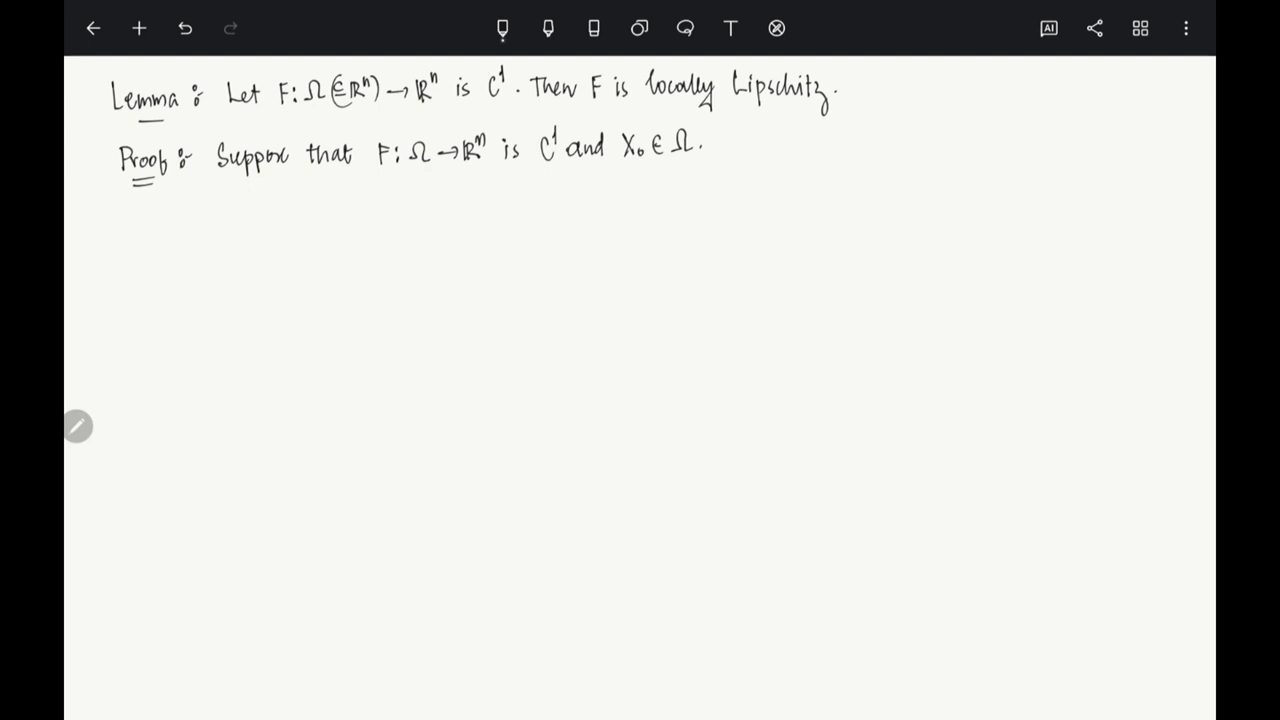 Lemma :- Let F: Ω(⊆ℝⁿ) → ℝⁿ is C¹. Then F is locally Lipschitz.
Proof :- Suppose that F: Ω → ℝⁿ is C¹ and X₀ ∈ Ω.